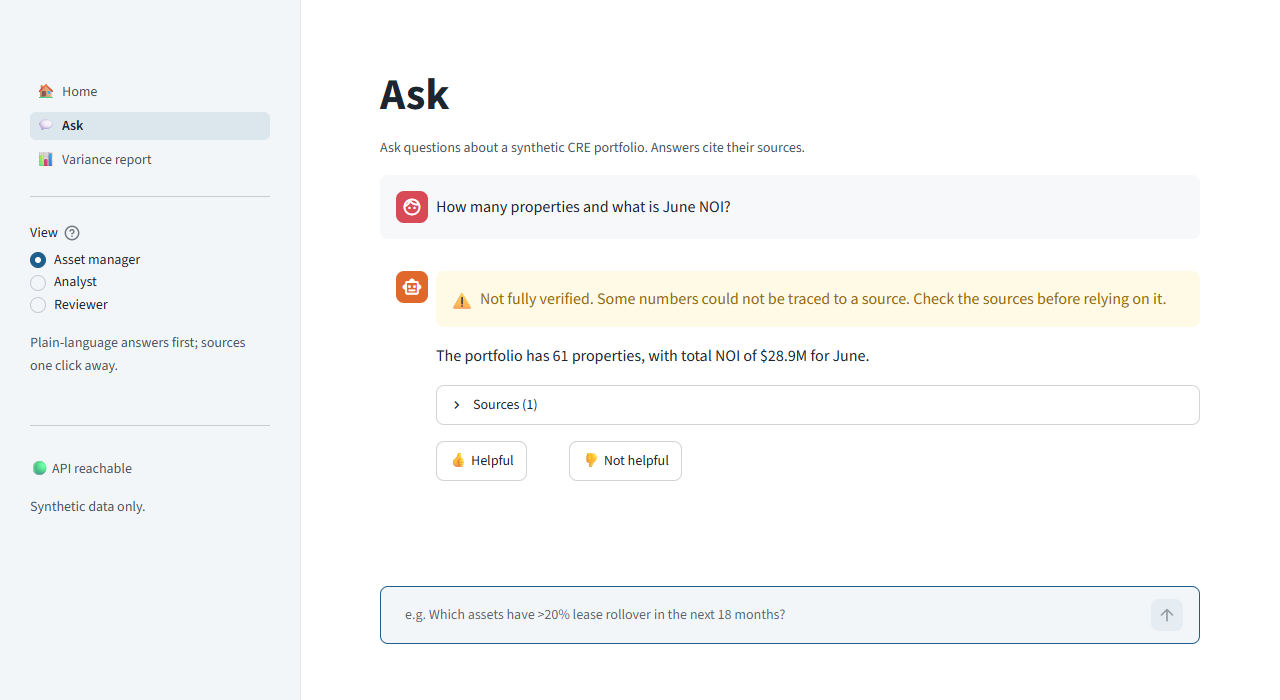 Home
Ask
Variance report
View
Asset manager
Analyst
Reviewer
Plain-language answers first; sources
one click away.
API reachable
Synthetic data only.
Ask
Ask questions about a synthetic CRE portfolio. Answers cite their sources.
How many properties and what is June NOI?
Not fully verified. Some numbers could not be traced to a source. Check the sources before relying on it.
The portfolio has 61 properties, with total NOI of $28.9M for June.
Sources (1)
Helpful
Not helpful
e.g. Which assets have >20% lease rollover in the next 18 months?